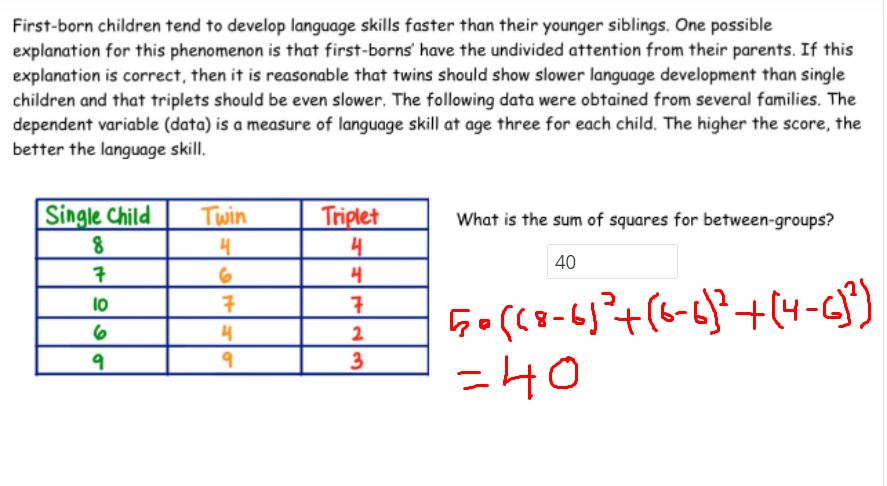 First-born children tend to develop language skills faster than their younger siblings. One possible
explanation for this phenomenon is that first-borns' have the undivided attention from their parents. If this
explanation is correct, then it is reasonable that twins should show slower language development than single
children and that triplets should be even slower. The following data were obtained from several families. The
dependent variable (data) is a measure of language skill at age three for each child. The higher the score, the
better the language skill.
Single Child Twin Triplet
8 4 4
7 6 4
10 7 7
6 4 2
9 9 3
What is the sum of squares for between-groups?
40
5•((8-6)²+(6-6)²+(4-6)²)
=40